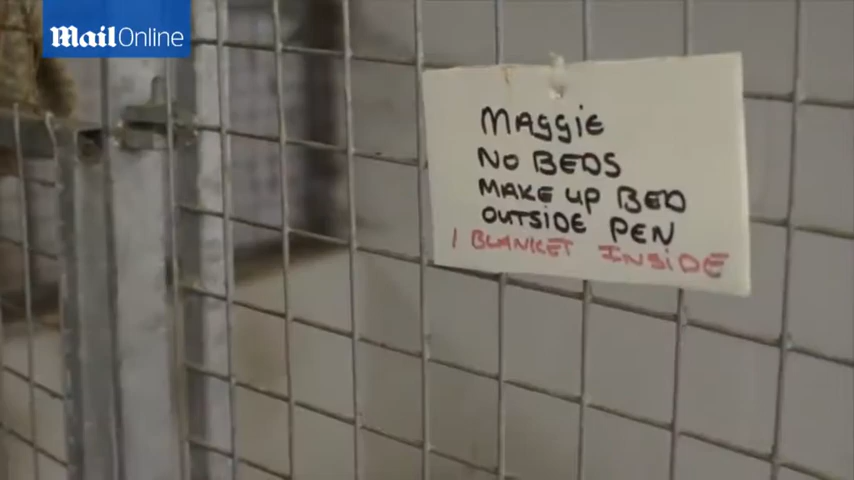 MailOnline
MAggiE
NO BEDS
MAKE UP BED
OUTSIDE PEN
1 BLANKET INSiDE